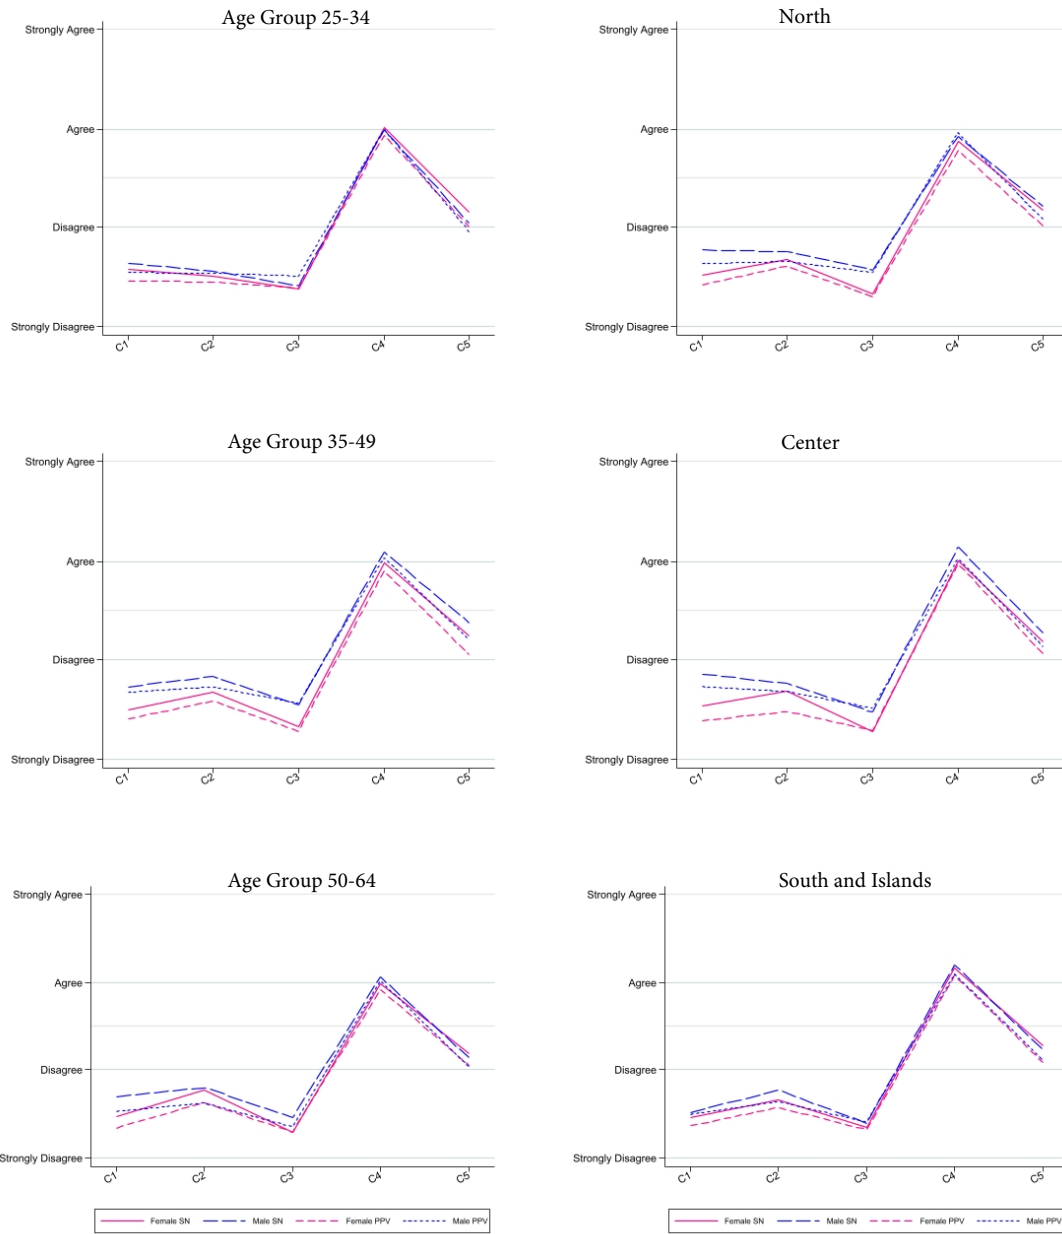 Age Group 25-34
Strongly Agree
Agree
Disagree
Strongly Disagree
C1 C2 C3 C4 C5
North
Strongly Agree
Agree
Disagree
Strongly Disagree
C1 C2 C3 C4 C5
Age Group 35-49
Strongly Agree
Agree
Disagree
Strongly Disagree
C1 C2 C3 C4 C5
Center
Strongly Agree
Agree
Disagree
Strongly Disagree
C1 C2 C3 C4 C5
Age Group 50-64
Strongly Agree
Agree
Disagree
Strongly Disagree
C1 C2 C3 C4 C5
Female SN Male SN Female PPV Male PPV
South and Islands
Strongly Agree
Agree
Disagree
Strongly Disagree
C1 C2 C3 C4 C5
Female SN Male SN Female PPV Male PPV